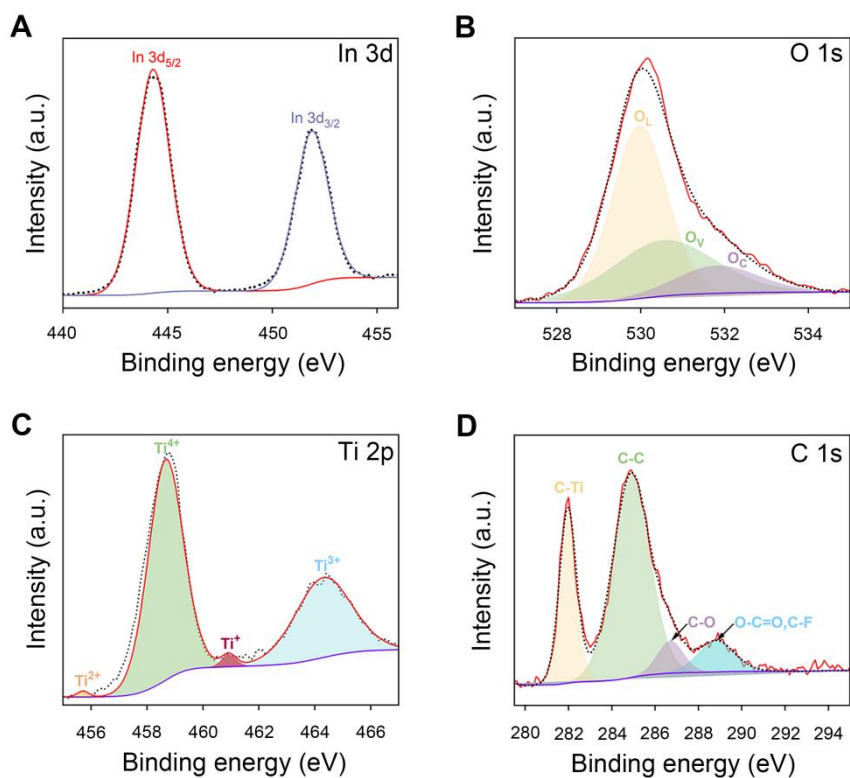 A
In 3d
In 3d5/2
In 3d3/2
Intensity (a.u.)
440 445 450 455
Binding energy (eV)
B
O 1s
OL
OV
OC
Intensity (a.u.)
528 530 532 534
Binding energy (eV)
C
Ti 2p
Ti4+
Ti3+
Ti+
Ti2+
Intensity (a.u.)
456 458 460 462 464 466
Binding energy (eV)
D
C 1s
C-C
C-Ti
C-O
O-C=O,C-F
Intensity (a.u.)
280 282 284 286 288 290 292 294
Binding energy (eV)